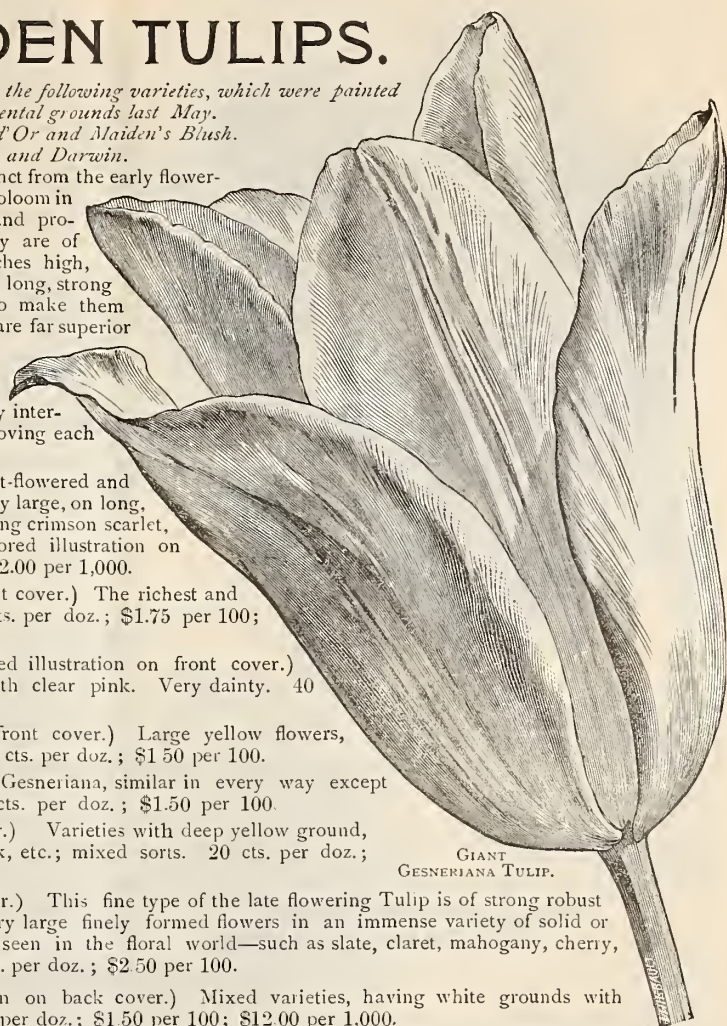 DEN TULIPS.
the following varieties, which were painted
ental grounds last May.
d'Or and Maiden's Blush.
and Darwin.
nct from the early flower-
bloom in
and pro-
y are of
ches high,
long, strong
o make them
are far superior
y inter-
oving each
t-flowered and
y large, on long,
ng crimson scarlet,
ored illustration on
2.00 per 1,000.
t cover.) The richest and
ts. per doz.; $1.75 per 100;
ed illustration on front cover.)
th clear pink. Very dainty. 40
front cover.) Large yellow flowers,
cts. per doz.; $1 50 per 100.
Gesneriana, similar in every way except
cts. per doz.; $1.50 per 100.
r.) Varieties with deep yellow ground,
k, etc.; mixed sorts. 20 cts. per doz.;
GIANT
GESNERIANA TULIP.
r.) This fine type of the late flowering Tulip is of strong robust
ry large finely formed flowers in an immense variety of solid or
seen in the floral world—such as slate, claret, mahogany, cherry,
. per doz.; $2.50 per 100.
n on back cover.) Mixed varieties, having white grounds with
per doz.; $1.50 per 100; $12.00 per 1,000.